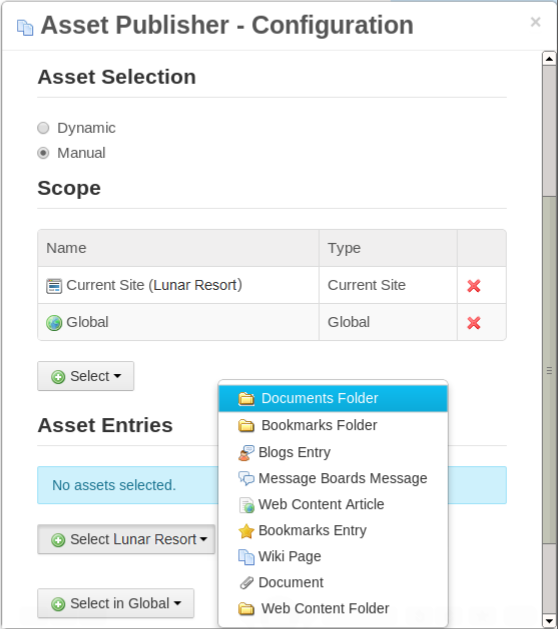 Asset Publisher - Configuration
×
Asset Selection
Dynamic
Manual
Scope
Name Type
Current Site (Lunar Resort) Current Site
Global Global
Select
Asset Entries
No assets selected.
Select Lunar Resort
Select in Global
Documents Folder
Bookmarks Folder
Blogs Entry
Message Boards Message
Web Content Article
Bookmarks Entry
Wiki Page
Document
Web Content Folder